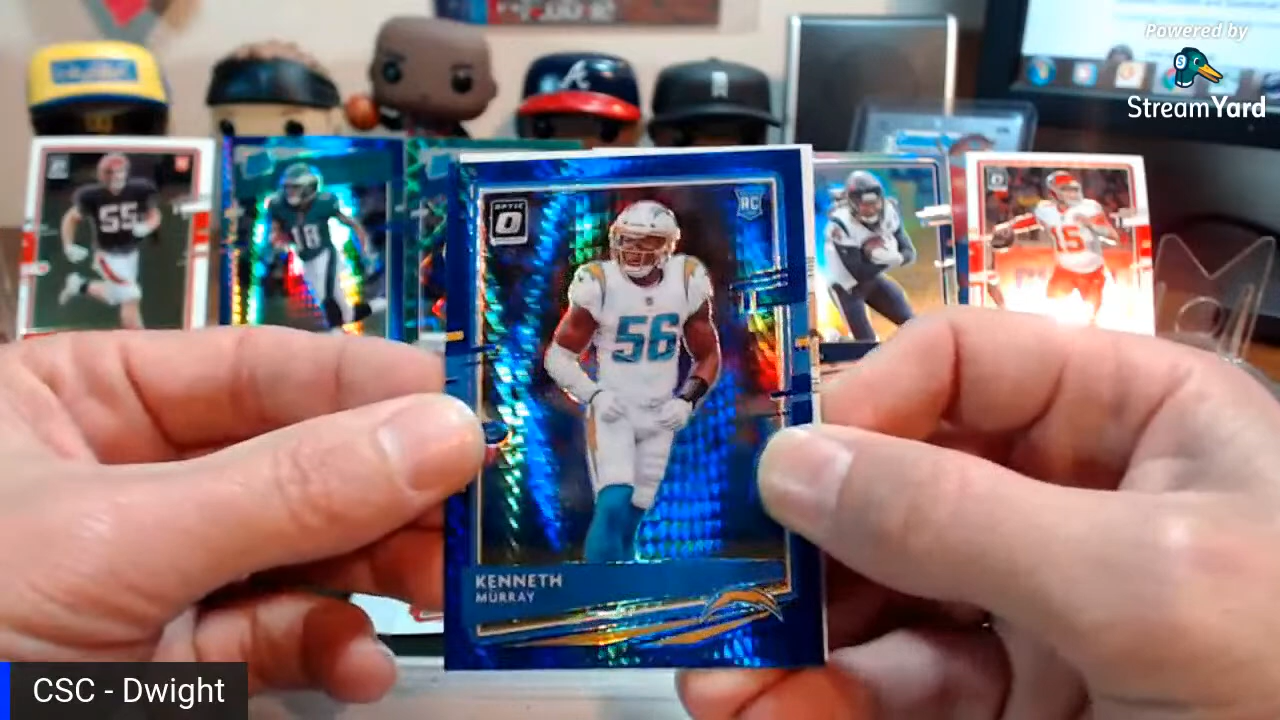 Powered by
StreamYard
55
18
15
OPTIC
RC
56
KENNETH
MURRAY
CSC - Dwight